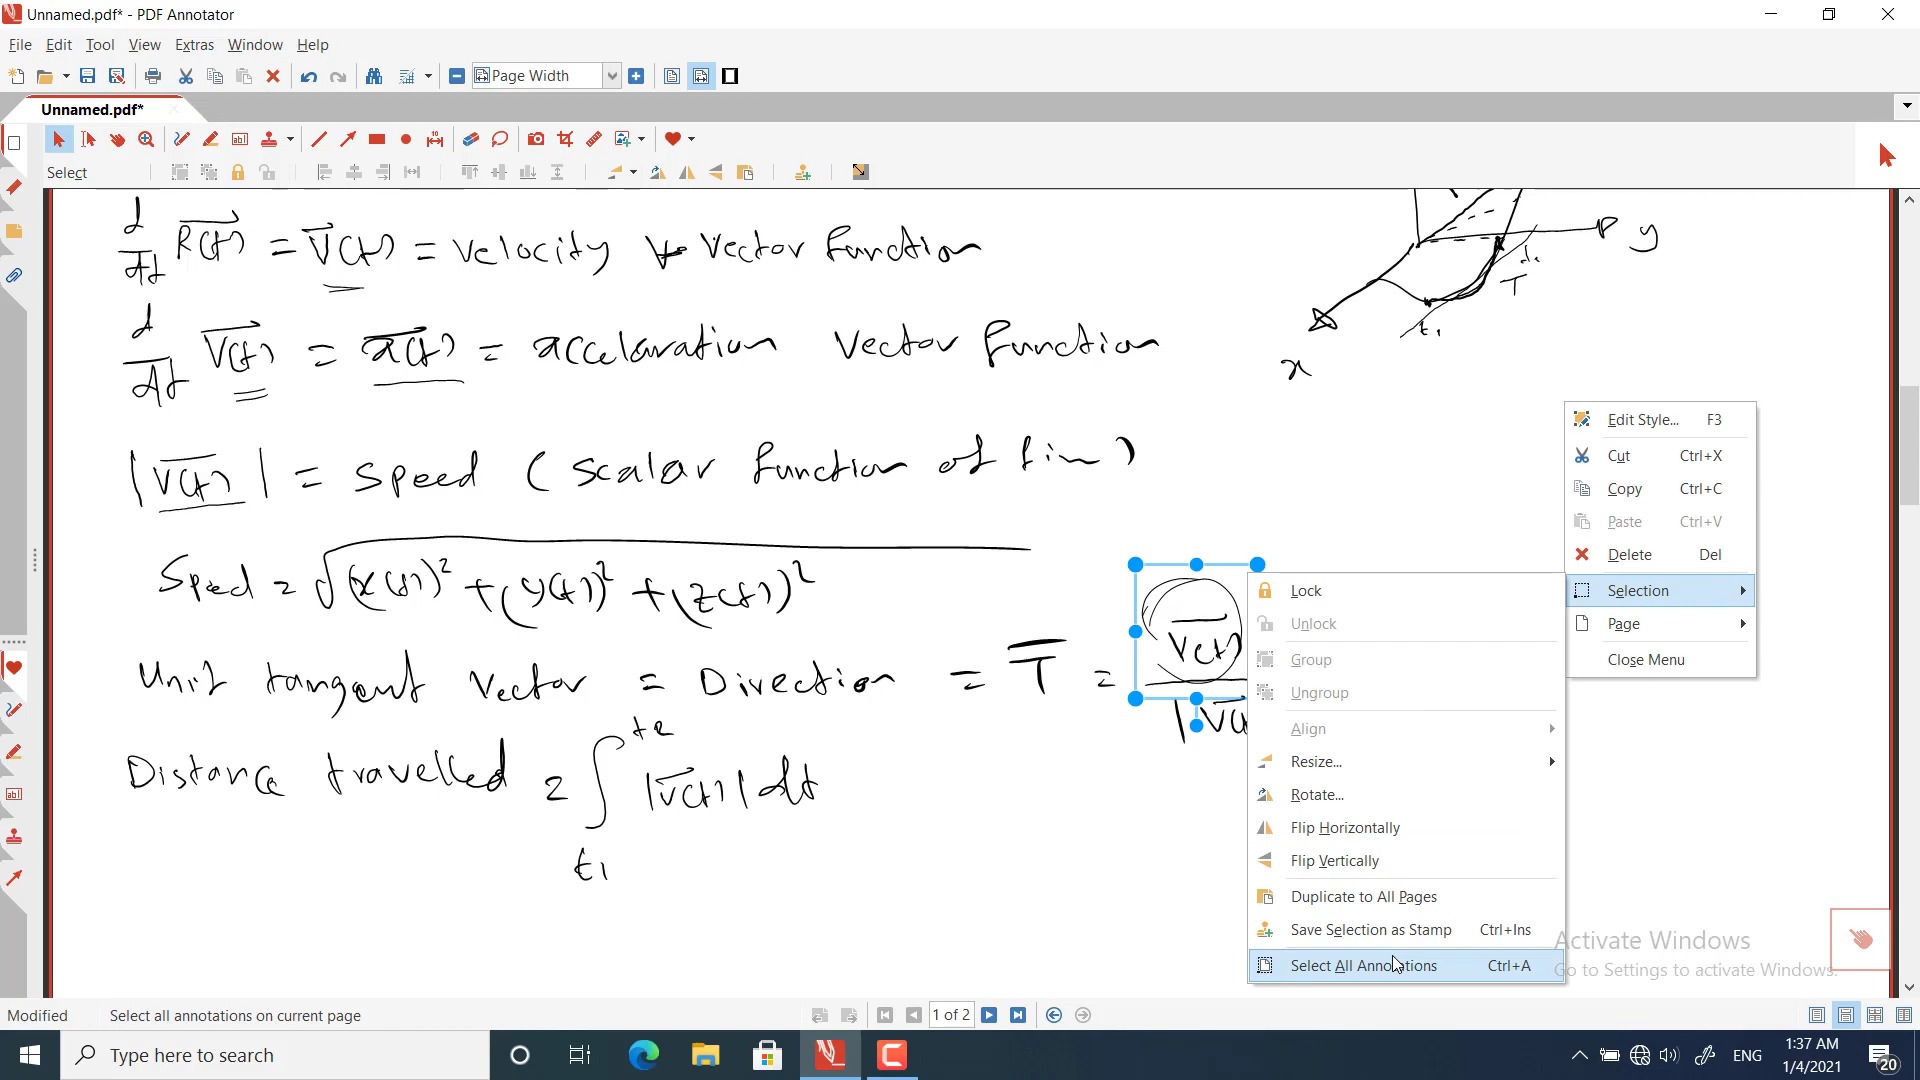 Unnamed.pdf* - PDF Annotator
File Edit Tool View Extras Window Help
Page Width
Unnamed.pdf*
Select
d/dt R(t) = V(t) = velocity Vector function
y
d/dt V(t) = a(t) = accelaration Vector function
T
t1
x
|V(t)| = speed (scalar function of tim)
Speed = √(x(t))² + (y(t))² + (z(t))²
Unit tangent vector = Direction = T = V(t)
|V(
Distance travelled = ∫ t1 t2 |V(t)| dt
Edit Style... F3
Cut Ctrl+X
Copy Ctrl+C
Paste Ctrl+V
Delete Del
Selection
Page
Close Menu
Lock
Unlock
Group
Ungroup
Align
Resize...
Rotate...
Flip Horizontally
Flip Vertically
Duplicate to All Pages
Save Selection as Stamp Ctrl+Ins
Select All Annotations Ctrl+A
Activate Windows
Go to Settings to activate Windows.
Modified Select all annotations on current page 1 of 2
Type here to search
ENG
1:37 AM
1/4/2021
20